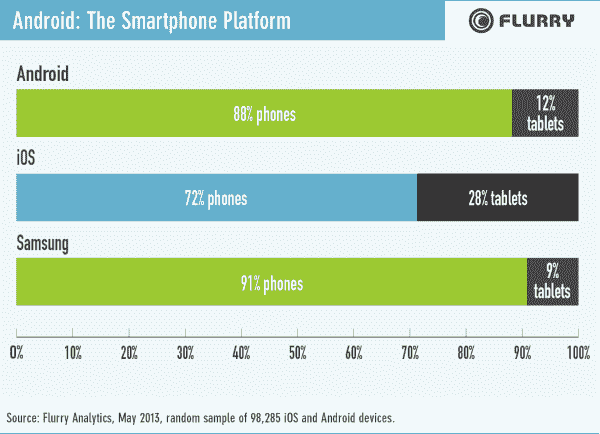 Android: The Smartphone Platform
FLURRY
Android
88% phones
12%
tablets
iOS
72% phones
28% tablets
Samsung
91% phones
9%
tablets
0% 10% 20% 30% 40% 50% 60% 70% 80% 90% 100%
Source: Flurry Analytics, May 2013, random sample of 98,285 iOS and Android devices.